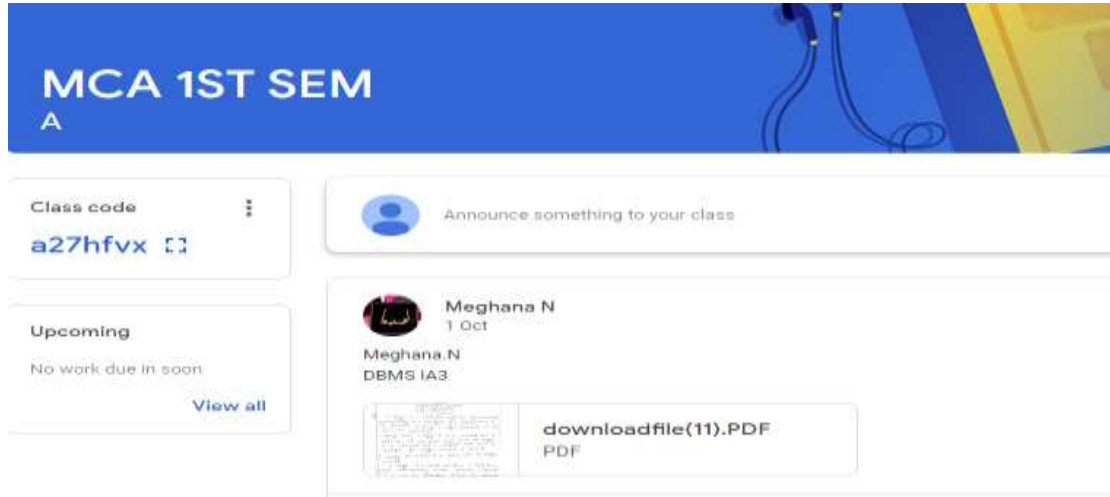 MCA 1ST SEM
A
Class code
a27hfvx
Upcoming
No work due in soon
View all
Announce something to your class
Meghana N
1 Oct
Meghana.N
DBMS IA3
downloadfile(11).PDF
PDF